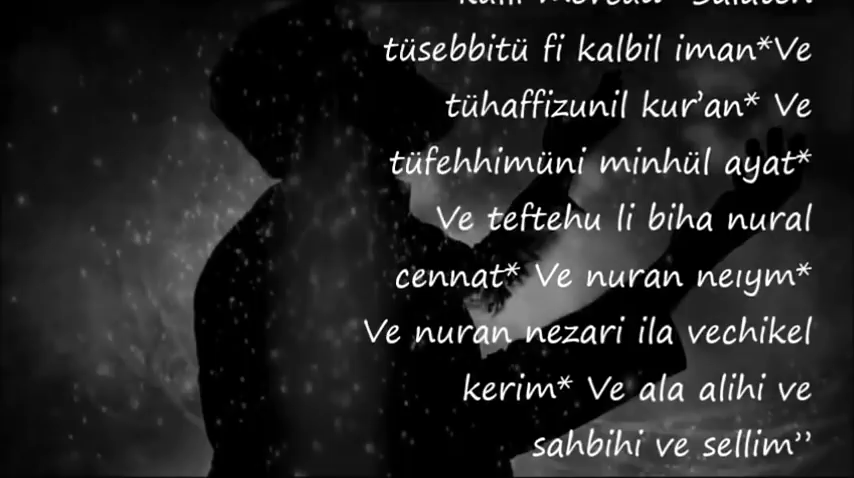 tüsebbitü fi kalbil iman*Ve
tühaffizunil kur’an* Ve
tüfehhimüni minhül ayat*
Ve teftehu li biha nural
cennat* Ve nuran neıym*
Ve nuran nezari ila vechikel
kerim* Ve ala alihi ve
sahbihi ve sellim”